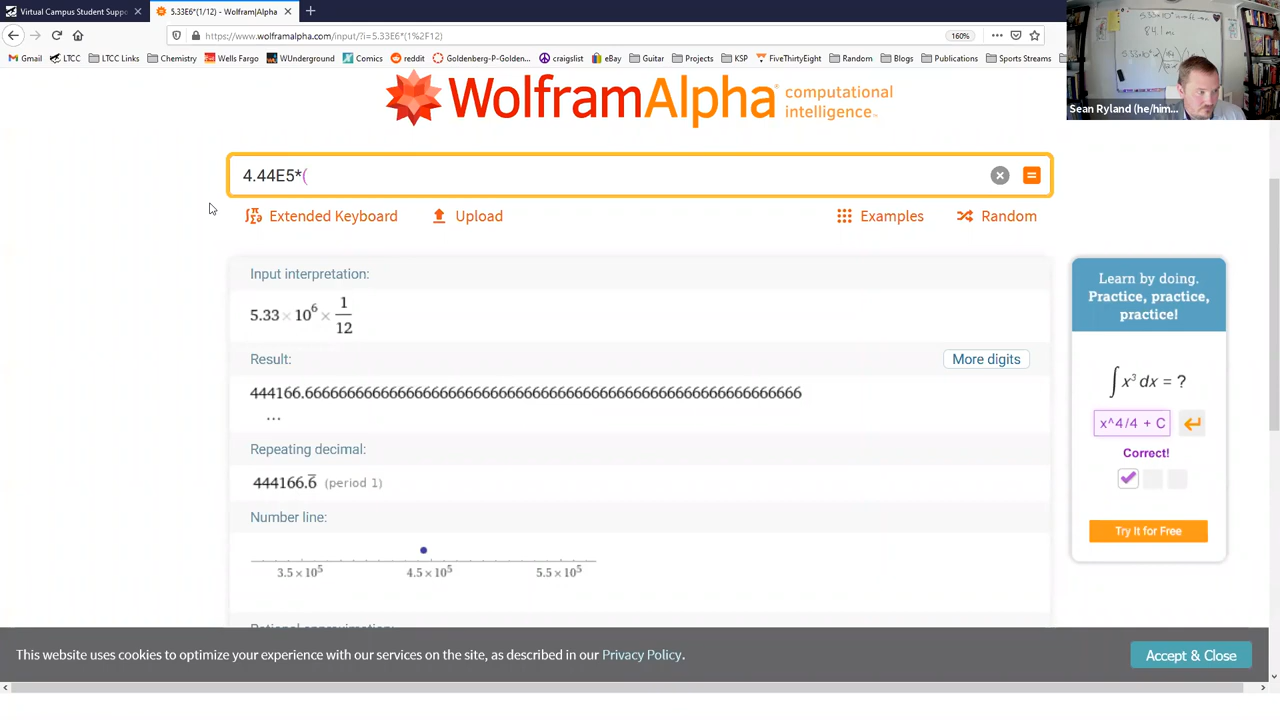 Virtual Campus Student Suppo
5.33E6*(1/12) - Wolfram|Alpha
https://www.wolframalpha.com/input/?i=5.33E6*(1%2F12)
160%
Gmail LTCC LTCC Links Chemistry Wells Fargo WUnderground Comics reddit Goldenberg-P-Golden... craigslist eBay Guitar Projects KSP FiveThirtyEight Random Blogs Publications Sports Streams
84.1 mi
Sean Ryland (he/him...
WolframAlpha computational intelligence™
4.44E5*(
Extended Keyboard Upload Examples Random
Input interpretation:
5.33 × 10⁶ × 1/12
Result:
More digits
444166.6666666666666666666666666666666666666666666666666666666
...
Repeating decimal:
444166.6̅ (period 1)
Number line:
3.5 × 10⁵ 4.5 × 10⁵ 5.5 × 10⁵
Learn by doing.
Practice, practice,
practice!
∫x³ dx = ?
x^4/4 + C
Correct!
Try It for Free
This website uses cookies to optimize your experience with our services on the site, as described in our Privacy Policy.
Accept & Close